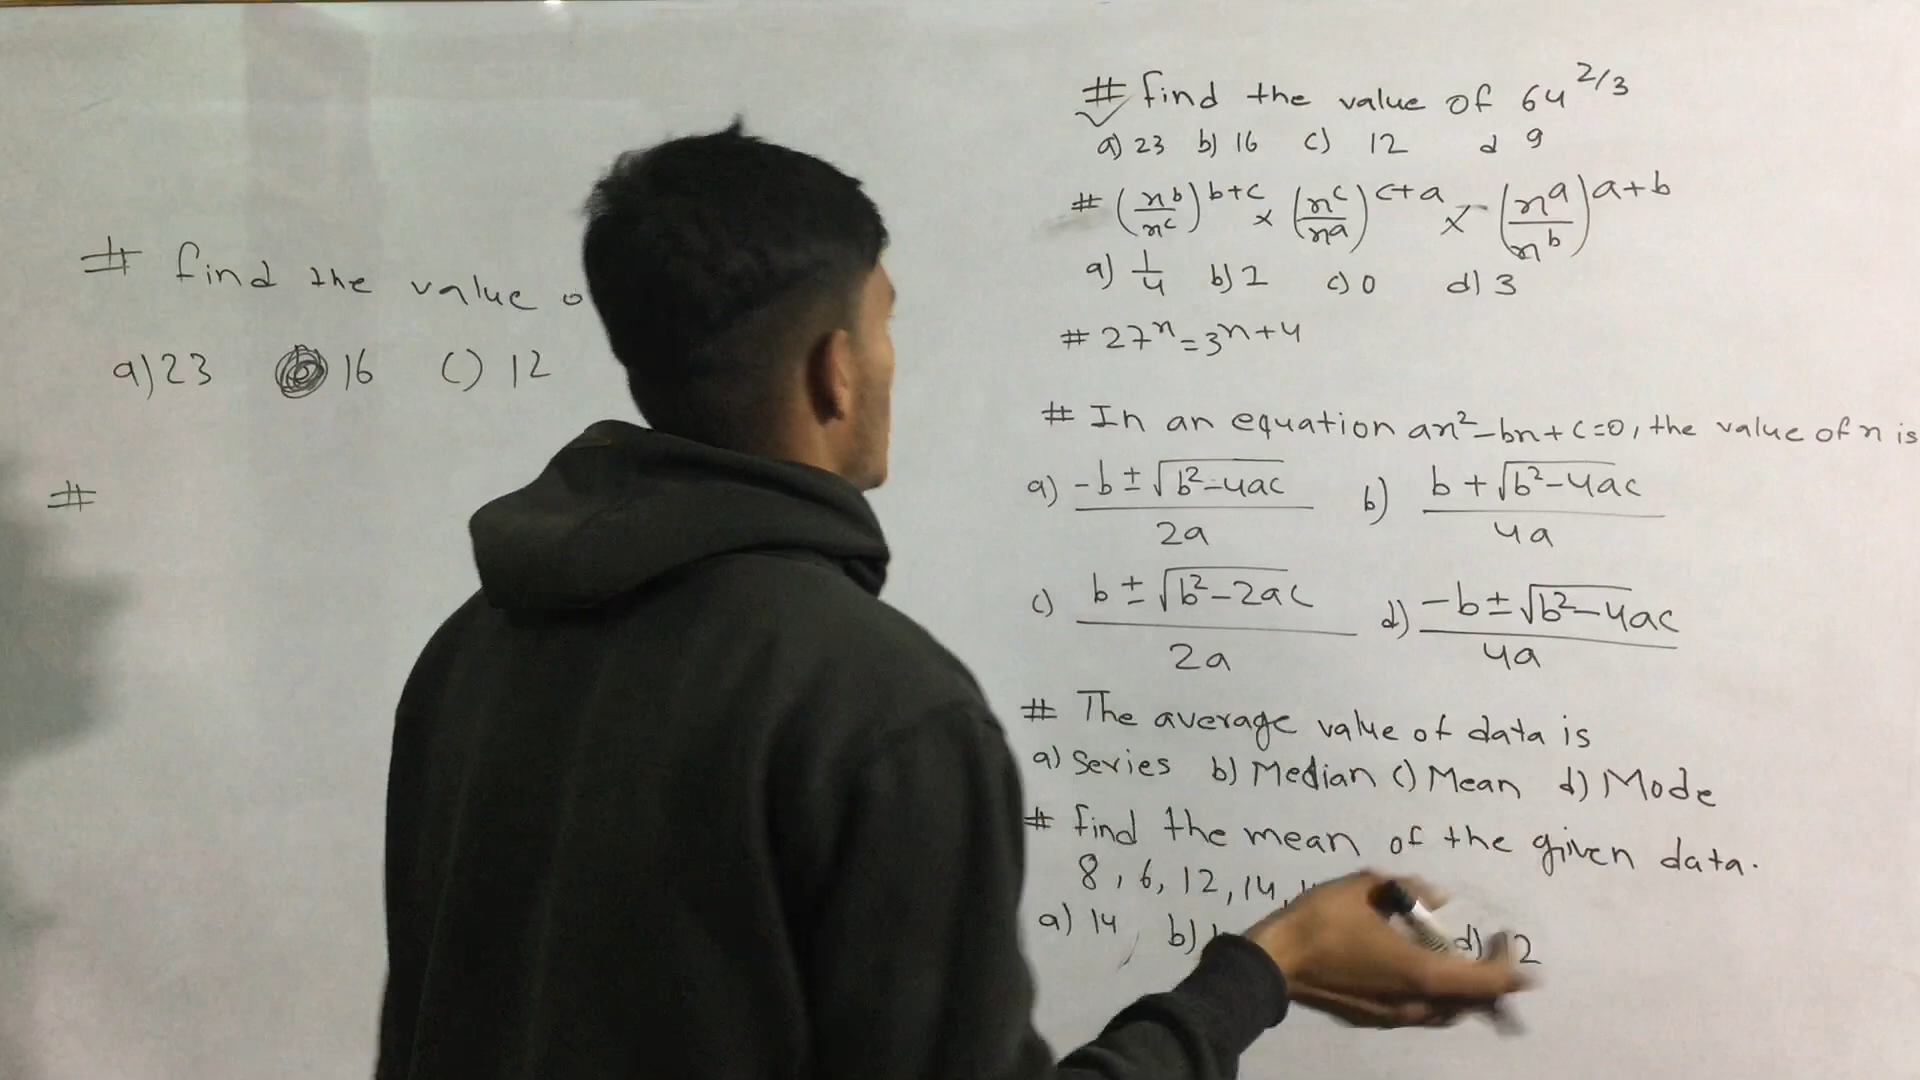 # find the value
a) 23 b) 16 c) 12
#
# find the value of 64^2/3
a) 23 b) 16 c) 12 d 9
# (x^b/x^c)^b+c × (x^c/x^a)^c+a × (x^a/x^b)^a+b
a) 1/4 b) 1 c) 0 d) 3
# 27^x = 3^x+4
# In an equation ax²-bx+c=0, the value of x is
a) -b±√b²-4ac/2a b) b+√b²-4ac/4a
c) b±√b²-2ac/2a d) -b±√b²-4ac/4a
# The average value of data is
a) Series b) Median c) Mean d) Mode
# find the mean of the given data.
8, 6, 12, 14,
a) 14 b) d) 12